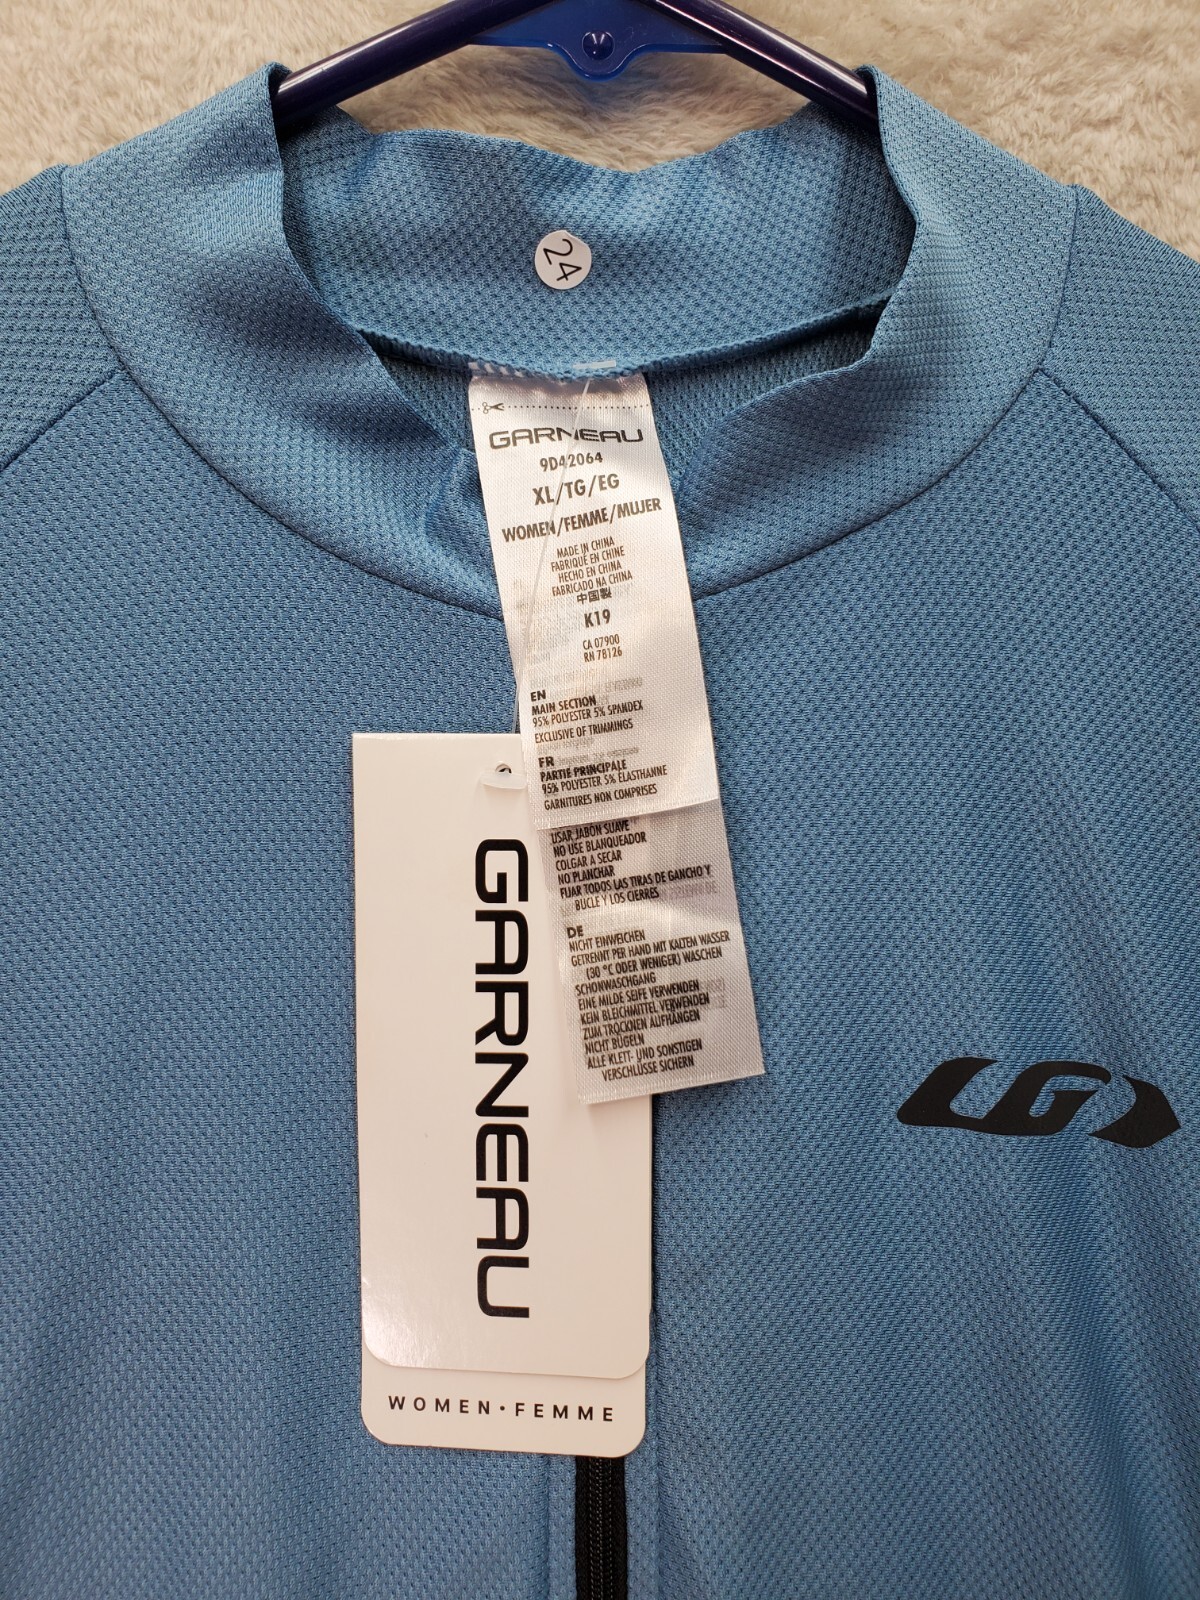 24
GARNEAU
9D42064
XL/TG/EG
WOMEN/FEMME/MUJER
MADE IN CHINA
FABRIQUÉ EN CHINE
HECHO EN CHINA
FABRICADO NA CHINA
中国製
K19
CA 07900
RN 78126
EN
MAIN SECTION
95% POLYESTER 5% SPANDEX
EXCLUSIVE OF TRIMMINGS
FR
PARTIE PRINCIPALE
95% POLYESTER 5% ÉLASTHANNE
GARNITURES NON COMPRISES
USAR JABÓN SUAVE
NO USE BLANQUEADOR
COLGAR A SECAR
NO PLANCHAR
FIJAR TODOS LAS TIRAS DE GANCHO Y
BUCLE Y LOS CIERRES
DE
NICHT EINWEICHEN
GETRENNT PER HAND MIT KALTEM WASSER
(30 °C ODER WENIGER) WASCHEN
SCHONWASCHGANG
EINE MILDE SEIFE VERWENDEN
KEIN BLEICHMITTEL VERWENDEN
ZUM TROCKNEN AUFHÄNGEN
NICHT BÜGELN
ALLE KLETT- UND SONSTIGEN
VERSCHLÜSSE SICHERN
GARNEAU
WOMEN·FEMME
LG